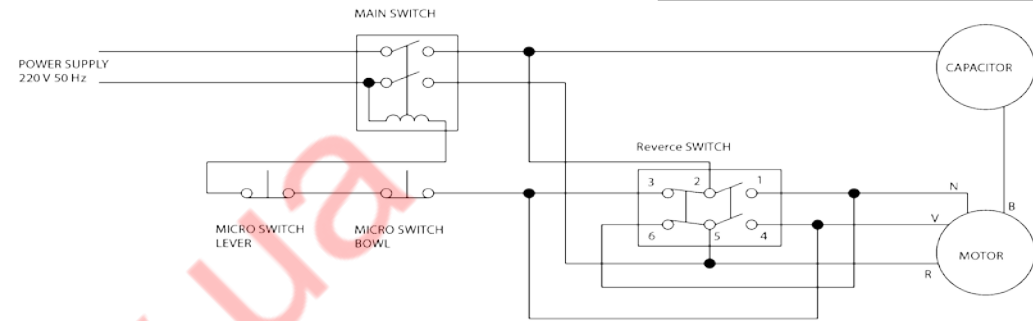 MAIN SWITCH
POWER SUPPLY
220 V 50 Hz
CAPACITOR
Reverce SWITCH
3 2 1
6 5 4
N
B
V
R
MOTOR
MICRO SWITCH
LEVER
MICRO SWITCH
BOWL
ua